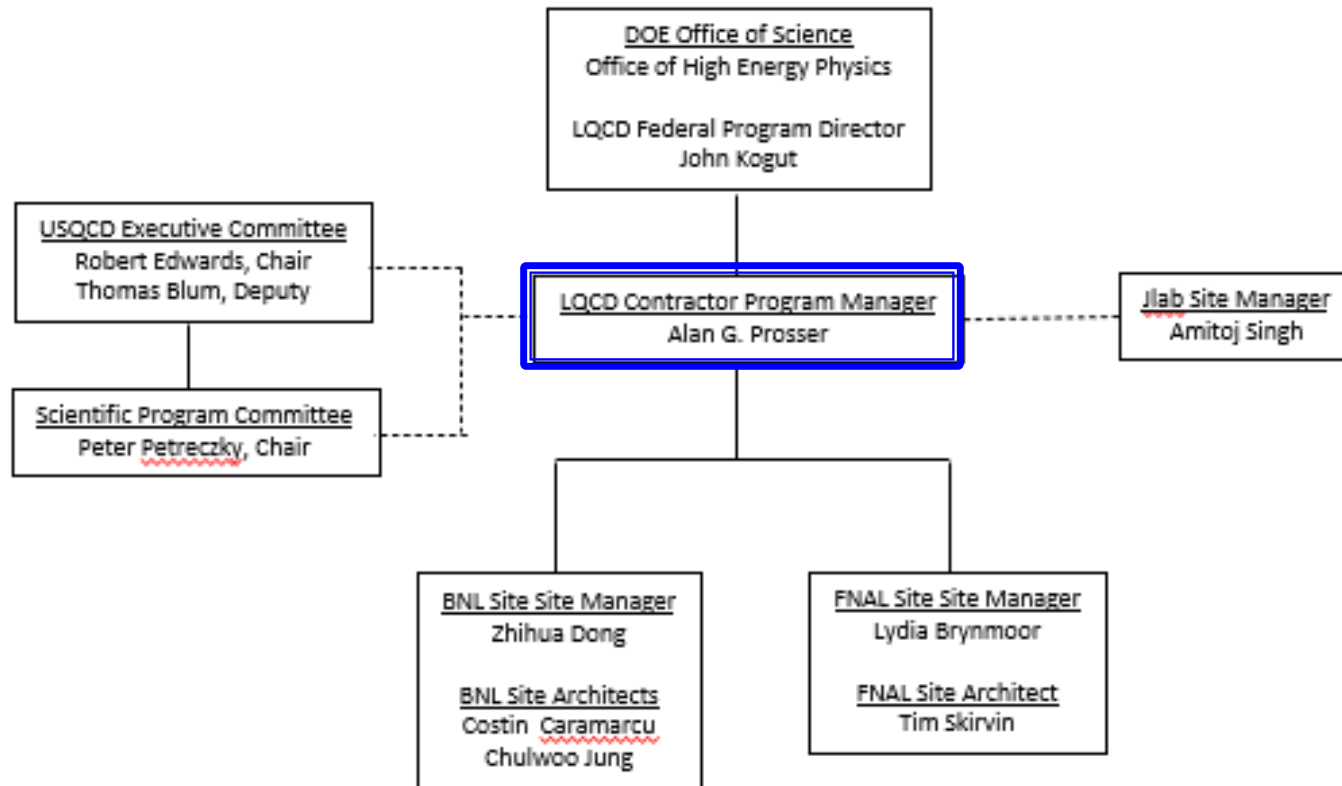 DOE Office of Science
Office of High Energy Physics
LQCD Federal Program Director
John Kogut
USQCD Executive Committee
Robert Edwards, Chair
Thomas Blum, Deputy
LQCD Contractor Program Manager
Alan G. Prosser
Jlab Site Manager
Amitoj Singh
Scientific Program Committee
Peter Petreczky, Chair
BNL Site Site Manager
Zhihua Dong
BNL Site Architects
Costin Caramarcu
Chulwoo Jung
FNAL Site Site Manager
Lydia Brynmoor
FNAL Site Architect
Tim Skirvin